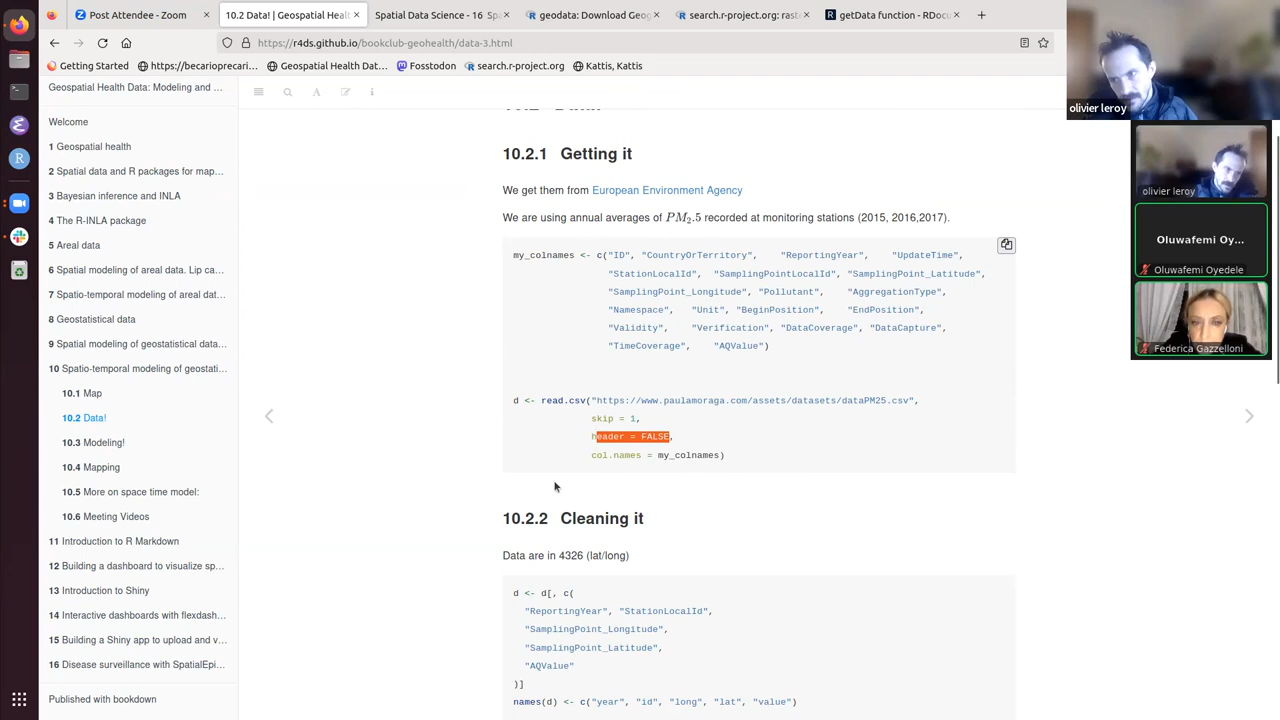 Post Attendee - Zoom
10.2 Data! | Geospatial Heal
Spatial Data Science - 16 Sp
geodata: Download Geog
search.r-project.org: raste
getData function - RDocu
https://r4ds.github.io/bookclub-geohealth/data-3.html
Getting Started
https://becarioprecari...
Geospatial Health Dat...
Fosstodon
search.r-project.org
Kattis, Kattis
Geospatial Health Data: Modeling and ...
Welcome
1 Geospatial health
2 Spatial data and R packages for map...
3 Bayesian inference and INLA
4 The R-INLA package
5 Areal data
6 Spatial modeling of areal data. Lip ca...
7 Spatio-temporal modeling of areal dat...
8 Geostatistical data
9 Spatial modeling of geostatistical data...
10 Spatio-temporal modeling of geostati...
10.1 Map
10.2 Data!
10.3 Modeling!
10.4 Mapping
10.5 More on space time model:
10.6 Meeting Videos
11 Introduction to R Markdown
12 Building a dashboard to visualize sp...
13 Introduction to Shiny
14 Interactive dashboards with flexdash...
15 Building a Shiny app to upload and v...
16 Disease surveillance with SpatialEpi...
Published with bookdown
10.2.1 Getting it
We get them from European Environment Agency
We are using annual averages of PM₂.5 recorded at monitoring stations (2015, 2016,2017).
my_colnames <- c("ID", "CountryOrTerritory", "ReportingYear", "UpdateTime",
"StationLocalId", "SamplingPointLocalId", "SamplingPoint_Latitude",
"SamplingPoint_Longitude", "Pollutant", "AggregationType",
"Namespace", "Unit", "BeginPosition", "EndPosition",
"Validity", "Verification", "DataCoverage", "DataCapture",
"TimeCoverage", "AQValue")
d <- read.csv("https://www.paulamoraga.com/assets/datasets/dataPM25.csv",
skip = 1,
header = FALSE,
col.names = my_colnames)
10.2.2 Cleaning it
Data are in 4326 (lat/long)
d <- d[, c(
"ReportingYear", "StationLocalId",
"SamplingPoint_Longitude",
"SamplingPoint_Latitude",
"AQValue"
)]
names(d) <- c("year", "id", "long", "lat", "value")
olivier leroy
olivier leroy
Oluwafemi Oy...
Oluwafemi Oyedele
Federica Gazzelloni